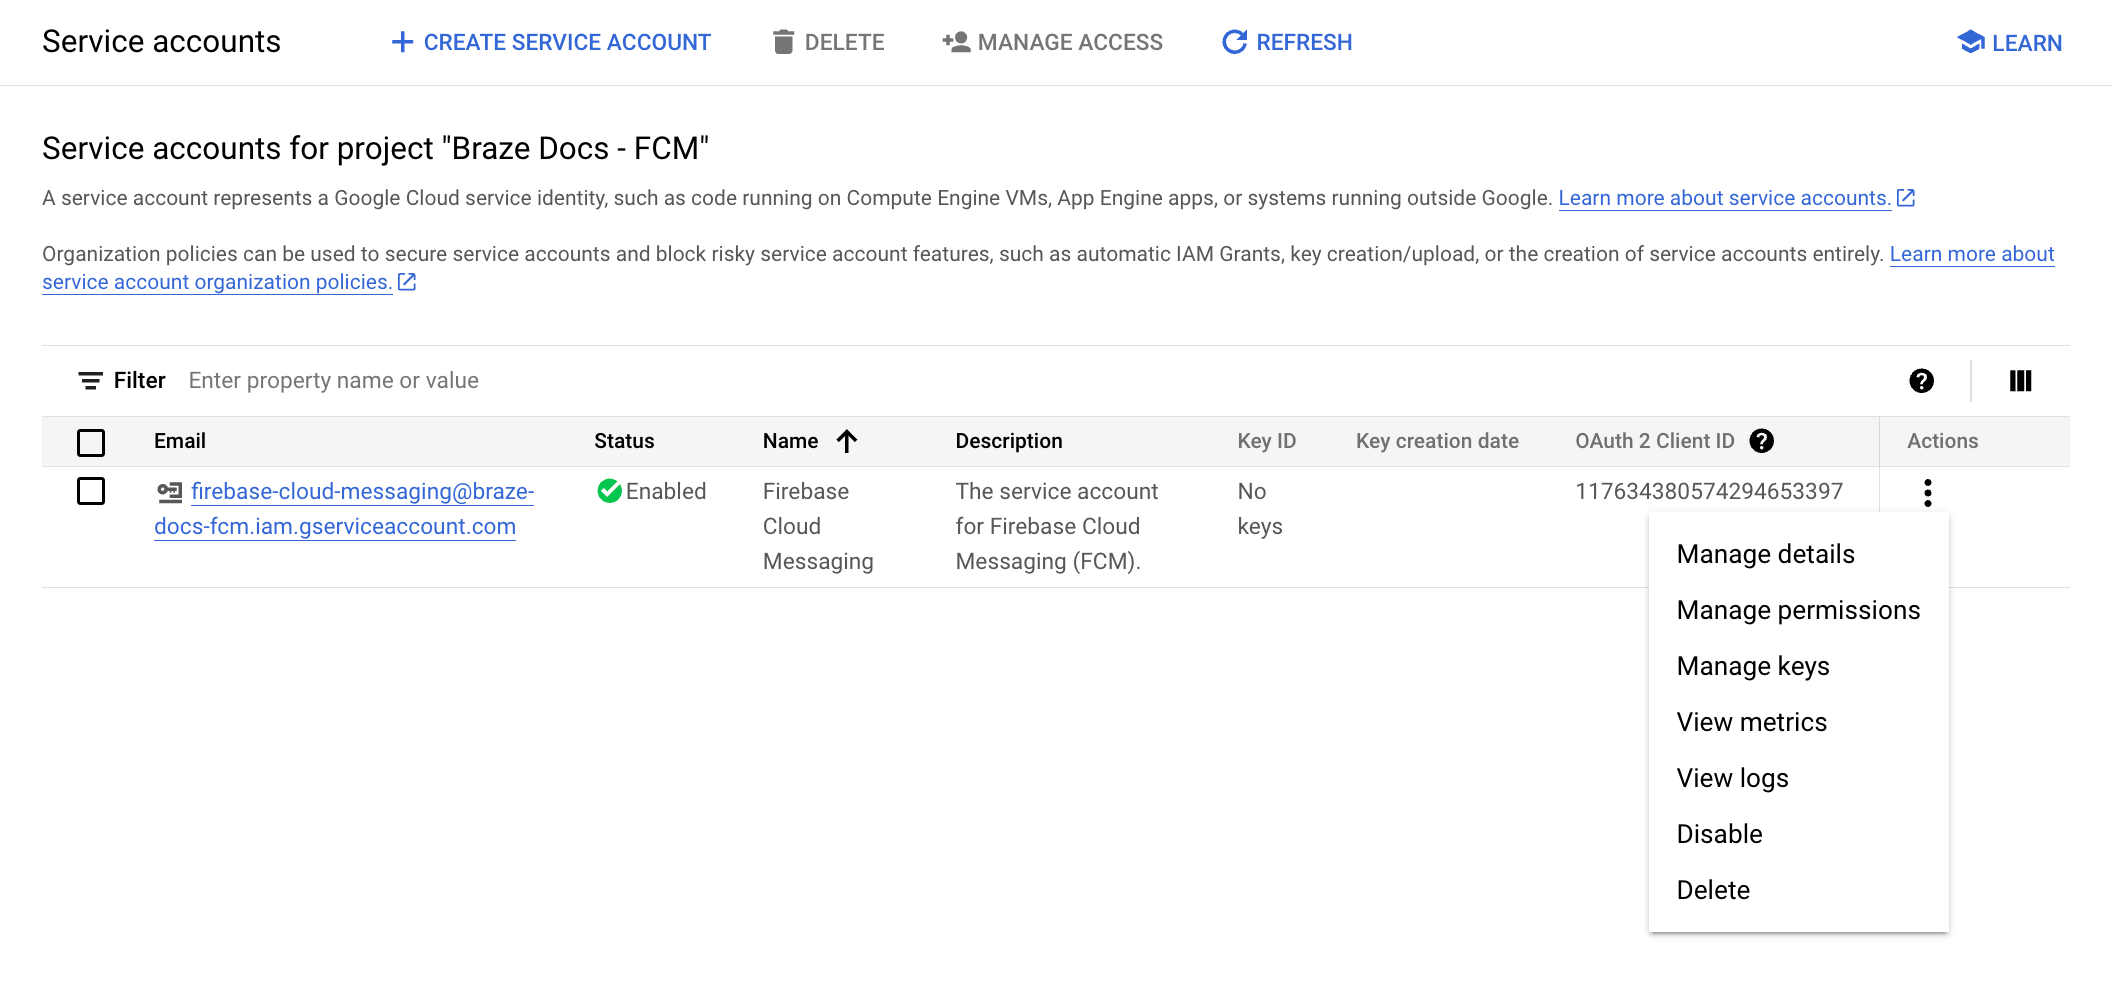 Service accounts
CREATE SERVICE ACCOUNT
DELETE
MANAGE ACCESS
REFRESH
LEARN
Service accounts for project "Braze Docs - FCM"
A service account represents a Google Cloud service identity, such as code running on Compute Engine VMs, App Engine apps, or systems running outside Google. Learn more about service accounts.
Organization policies can be used to secure service accounts and block risky service account features, such as automatic IAM Grants, key creation/upload, or the creation of service accounts entirely. Learn more about
service account organization policies.
Filter Enter property name or value
Email
Status
Name
Description
Key ID
Key creation date
OAuth 2 Client ID
Actions
firebase-cloud-messaging@braze-
docs-fcm.iam.gserviceaccount.com
Enabled
Firebase
Cloud
Messaging
The service account
for Firebase Cloud
Messaging (FCM).
No
keys
117634380574294653397
Manage details
Manage permissions
Manage keys
View metrics
View logs
Disable
Delete